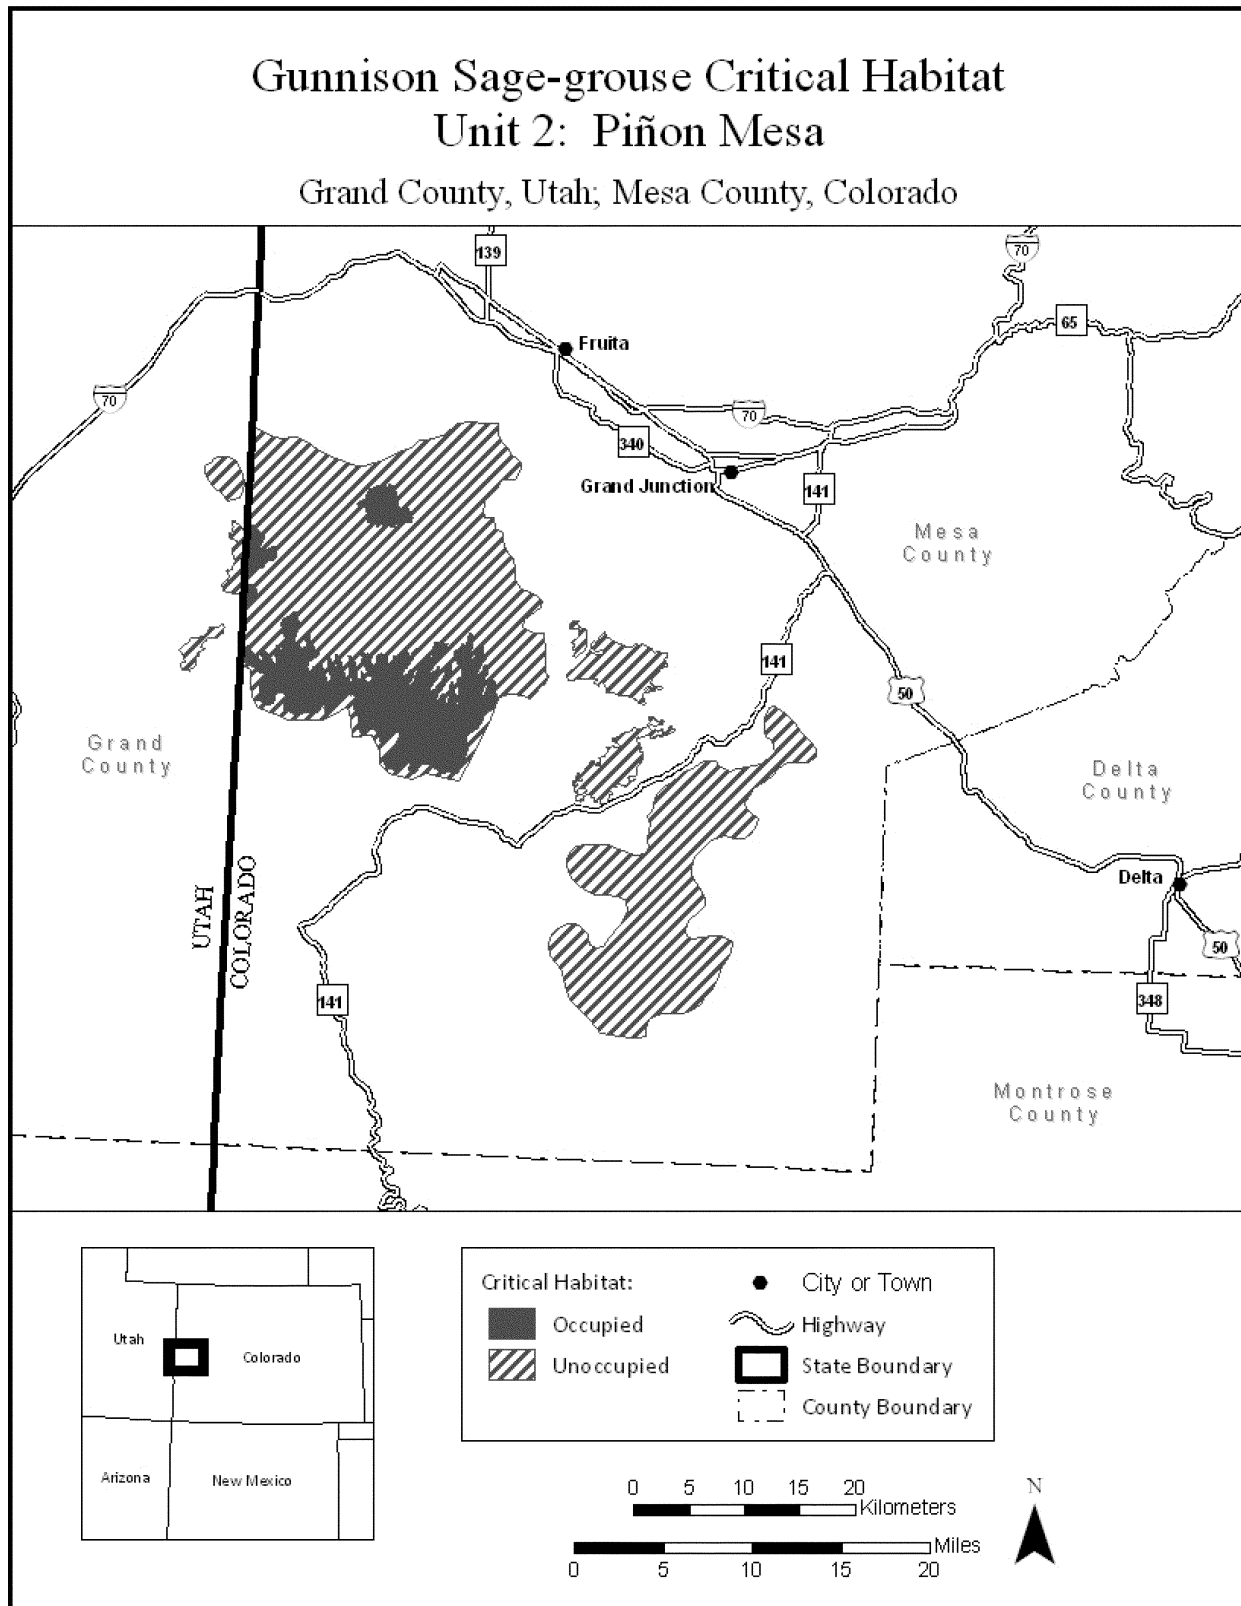 Gunnison Sage-grouse Critical Habitat
Unit 2: Piñon Mesa
Grand County, Utah; Mesa County, Colorado
139
70
65
Fruita
70
70
340
Grand Junction
141
Mesa
County
141
50
Grand
County
Delta
County
UTAH
COLORADO
Delta
50
141
348
Montrose
County
Utah
Colorado
Arizona
New Mexico
Critical Habitat:
Occupied
Unoccupied
City or Town
Highway
State Boundary
County Boundary
0 5 10 15 20
Kilometers
Miles
0 5 10 15 20
N